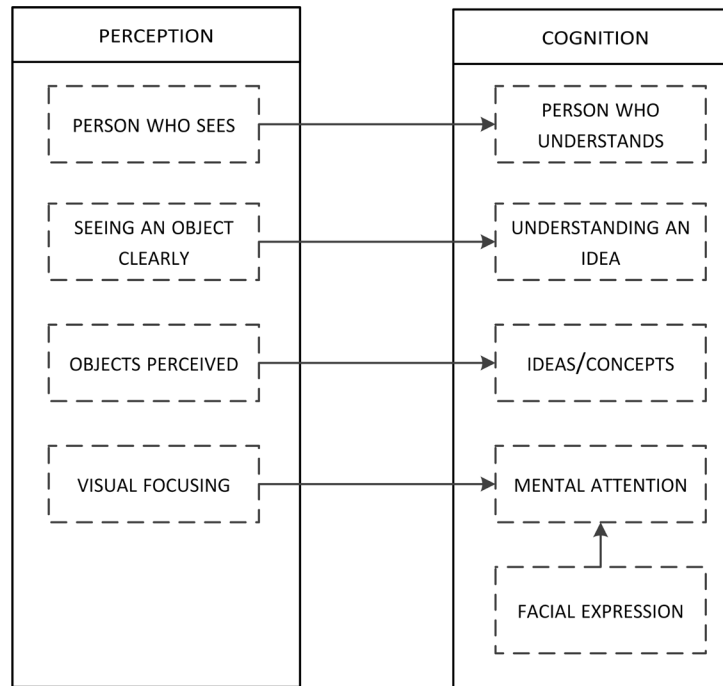 PERCEPTION
PERSON WHO SEES
SEEING AN OBJECT
CLEARLY
OBJECTS PERCEIVED
VISUAL FOCUSING
COGNITION
PERSON WHO
UNDERSTANDS
UNDERSTANDING AN
IDEA
IDEAS/CONCEPTS
MENTAL ATTENTION
FACIAL EXPRESSION